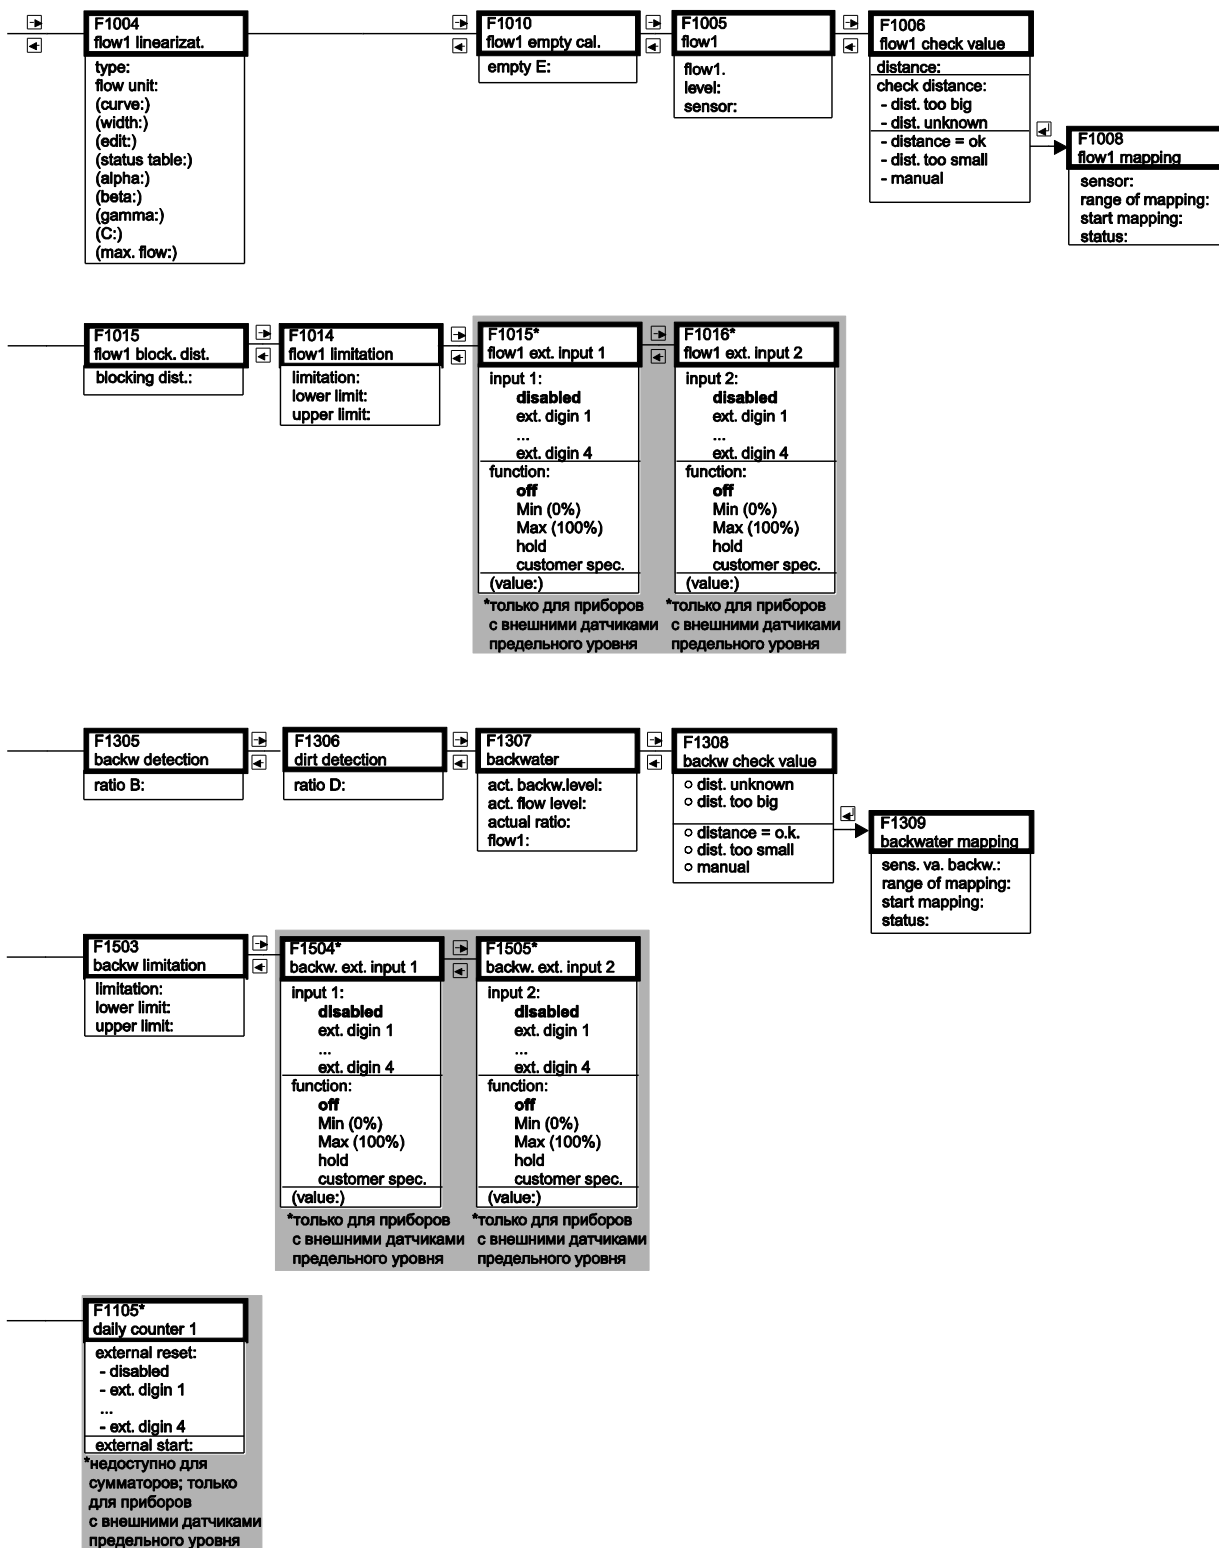 F1004
flow1 linearizat.
type:
flow unit:
(curve:)
(width:)
(edit:)
(status table:)
(alpha:)
(beta:)
(gamma:)
(C:)
(max. flow:)
F1010
flow1 empty cal.
empty E:
F1005
flow1
flow1.
level:
sensor:
F1006
flow1 check value
distance:
check distance:
- dist. too big
- dist. unknown
- distance = ok
- dist. too small
- manual
F1008
flow1 mapping
sensor:
range of mapping:
start mapping:
status:
F1015
flow1 block. dist.
blocking dist.:
F1014
flow1 limitation
limitation:
lower limit:
upper limit:
F1015*
flow1 ext. input 1
input 1:
disabled
ext. digin 1
...
ext. digin 4
function:
off
Min (0%)
Max (100%)
hold
customer spec.
(value:)
*только для приборов
с внешними датчиками
предельного уровня
F1016*
flow1 ext. input 2
input 2:
disabled
ext. digin 1
...
ext. digin 4
function:
off
Min (0%)
Max (100%)
hold
customer spec.
(value:)
*только для приборов
с внешними датчиками
предельного уровня
F1305
backw detection
ratio B:
F1306
dirt detection
ratio D:
F1307
backwater
act. backw.level:
act. flow level:
actual ratio:
flow1:
F1308
backw check value
○ dist. unknown
○ dist. too big
○ distance = o.k.
○ dist. too small
○ manual
F1309
backwater mapping
sens. va. backw.:
range of mapping:
start mapping:
status:
F1503
backw limitation
limitation:
lower limit:
upper limit:
F1504*
backw. ext. input 1
input 1:
disabled
ext. digin 1
...
ext. digin 4
function:
off
Min (0%)
Max (100%)
hold
customer spec.
(value:)
*только для приборов
с внешними датчиками
предельного уровня
F1505*
backw. ext. input 2
input 2:
disabled
ext. digin 1
...
ext. digin 4
function:
off
Min (0%)
Max (100%)
hold
customer spec.
(value:)
*только для приборов
с внешними датчиками
предельного уровня
F1105*
daily counter 1
external reset:
- disabled
- ext. digin 1
...
- ext. digin 4
external start:
*недоступно для
сумматоров; только
для приборов
с внешними датчиками
предельного уровня